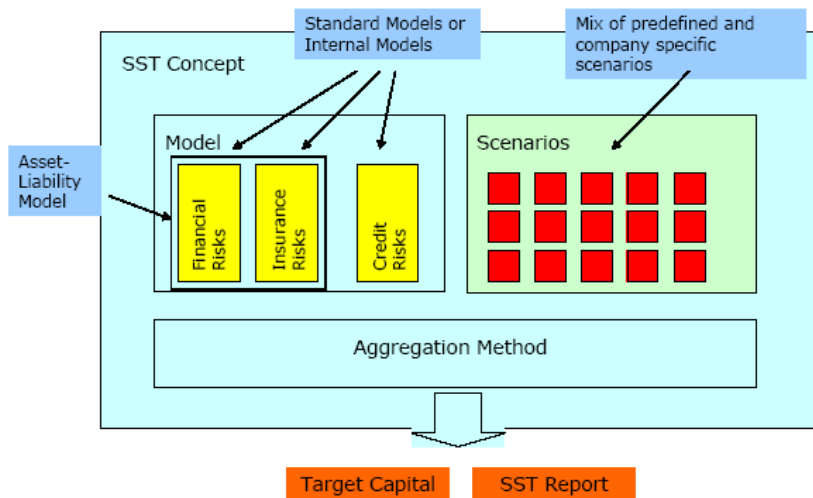 Standard Models or
Internal Models
Mix of predefined and
company specific
scenarios
SST Concept
Model
Scenarios
Asset-
Liability
Model
Financial
Risks
Insurance
Risks
Credit
Risks
Aggregation Method
Target Capital
SST Report